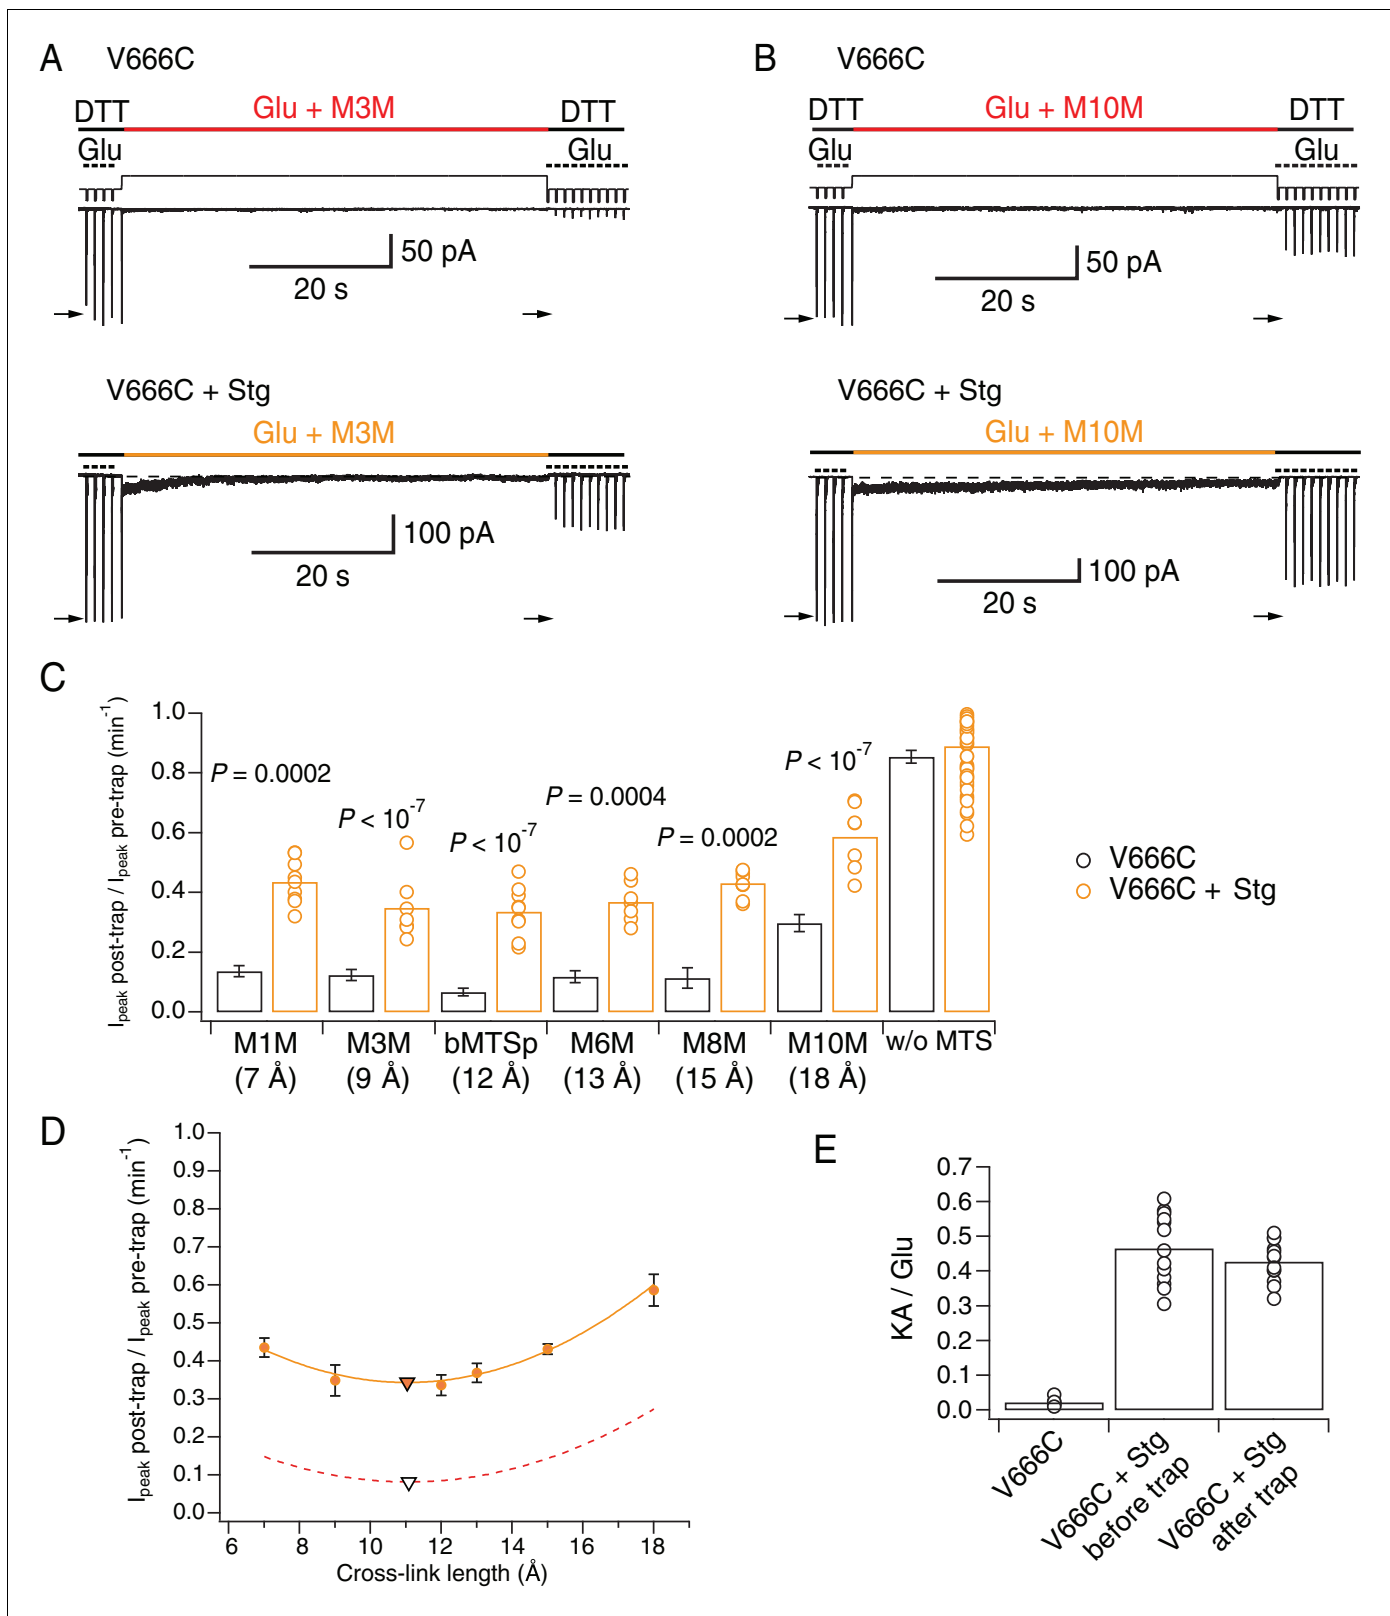 A V666C
DTT Glu + M3M DTT
Glu Glu
50 pA
20 s
V666C + Stg
Glu + M3M
100 pA
20 s
B V666C
DTT Glu + M10M DTT
Glu Glu
50 pA
20 s
V666C + Stg
Glu + M10M
100 pA
20 s
C
I_peak post-trap / I_peak pre-trap (min⁻¹)
1.0
0.8
0.6
0.4
0.2
0.0
P = 0.0002
P < 10⁻⁷
P < 10⁻⁷
P = 0.0004
P = 0.0002
P < 10⁻⁷
M1M M3M bMTSp M6M M8M M10M w/o MTS
(7 Å) (9 Å) (12 Å) (13 Å) (15 Å) (18 Å)
V666C
V666C + Stg
D
I_peak post-trap / I_peak pre-trap (min⁻¹)
1.0
0.9
0.8
0.7
0.6
0.5
0.4
0.3
0.2
0.1
0.0
6 8 10 12 14 16 18
Cross-link length (Å)
E
KA / Glu
0.7
0.6
0.5
0.4
0.3
0.2
0.1
0.0
V666C
V666C + Stg
before trap
V666C + Stg
after trap